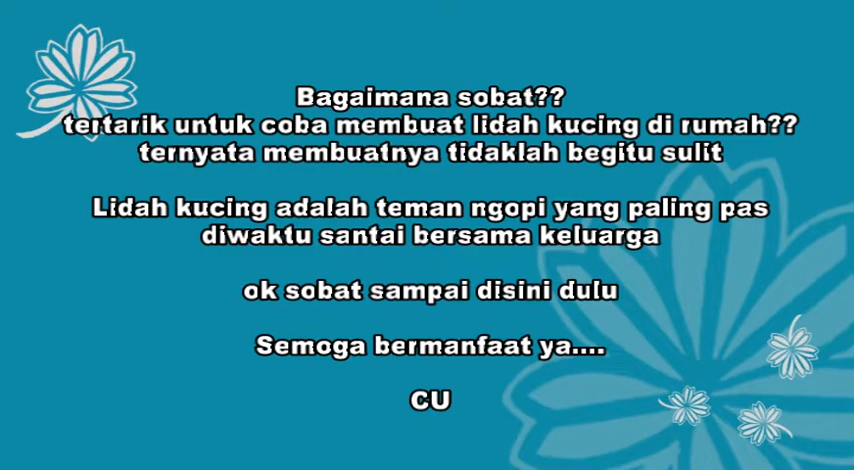 Bagaimana sobat??
tertarik untuk coba membuat lidah kucing di rumah??
ternyata membuatnya tidaklah begitu sulit
Lidah kucing adalah teman ngopi yang paling pas
diwaktu santai bersama keluarga
ok sobat sampai disini dulu
Semoga bermanfaat ya....
CU